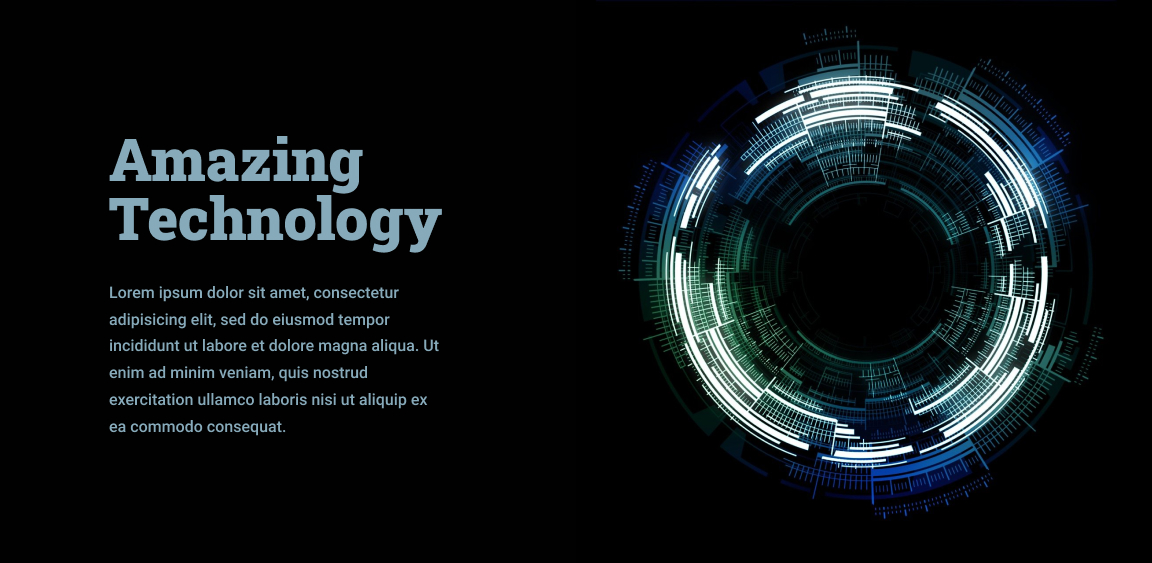 Amazing
Technology
Lorem ipsum dolor sit amet, consectetur
adipisicing elit, sed do eiusmod tempor
incididunt ut labore et dolore magna aliqua. Ut
enim ad minim veniam, quis nostrud
exercitation ullamco laboris nisi ut aliquip ex
ea commodo consequat.